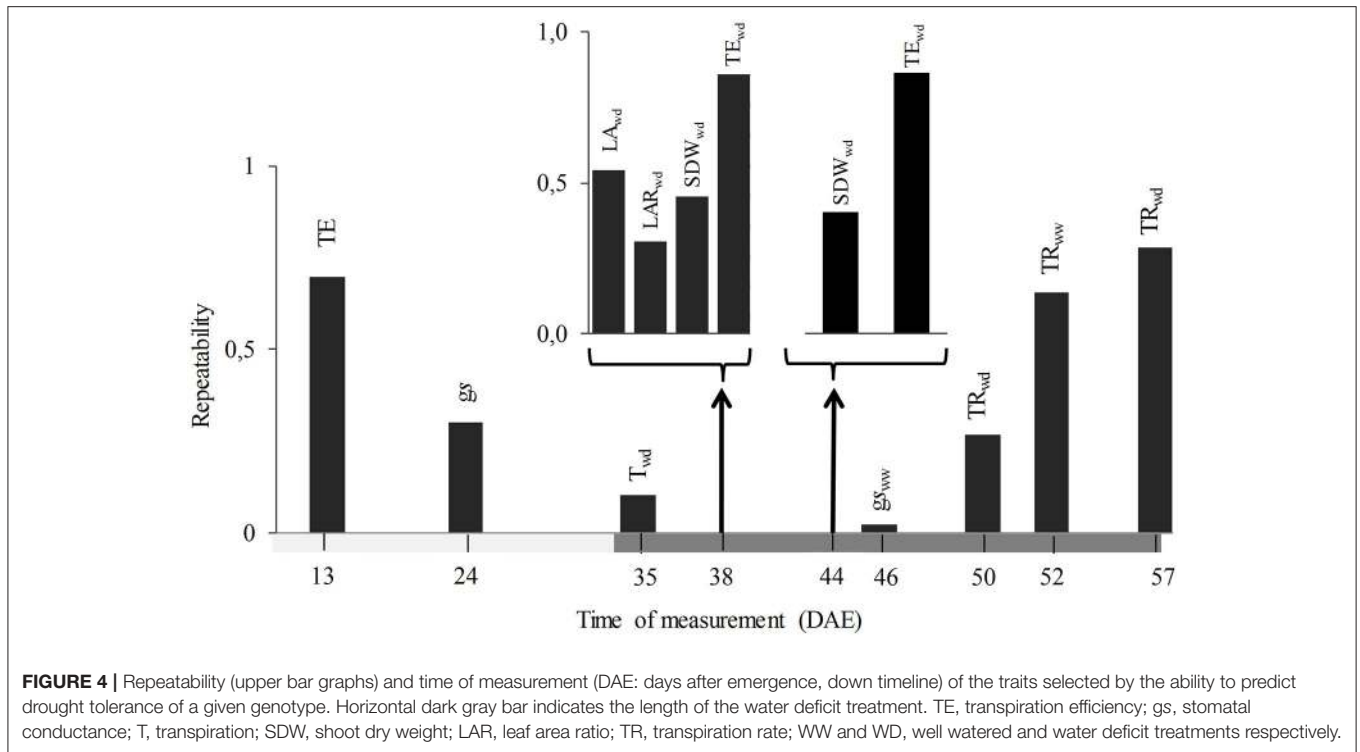 1,0
0,5
0,0
LAwd
LARwd
SDWwd
TEwd
SDWwd
TEwd
Repeatability
1
0,5
0
TE
gs
Twd
gsww
TRwd
TRww
TRwd
13 24 35 38 44 46 50 52 57
Time of measurement (DAE)
FIGURE 4 | Repeatability (upper bar graphs) and time of measurement (DAE: days after emergence, down timeline) of the traits selected by the ability to predict
drought tolerance of a given genotype. Horizontal dark gray bar indicates the length of the water deficit treatment. TE, transpiration efficiency; gs, stomatal
conductance; T, transpiration; SDW, shoot dry weight; LAR, leaf area ratio; TR, transpiration rate; WW and WD, well watered and water deficit treatments respectively.